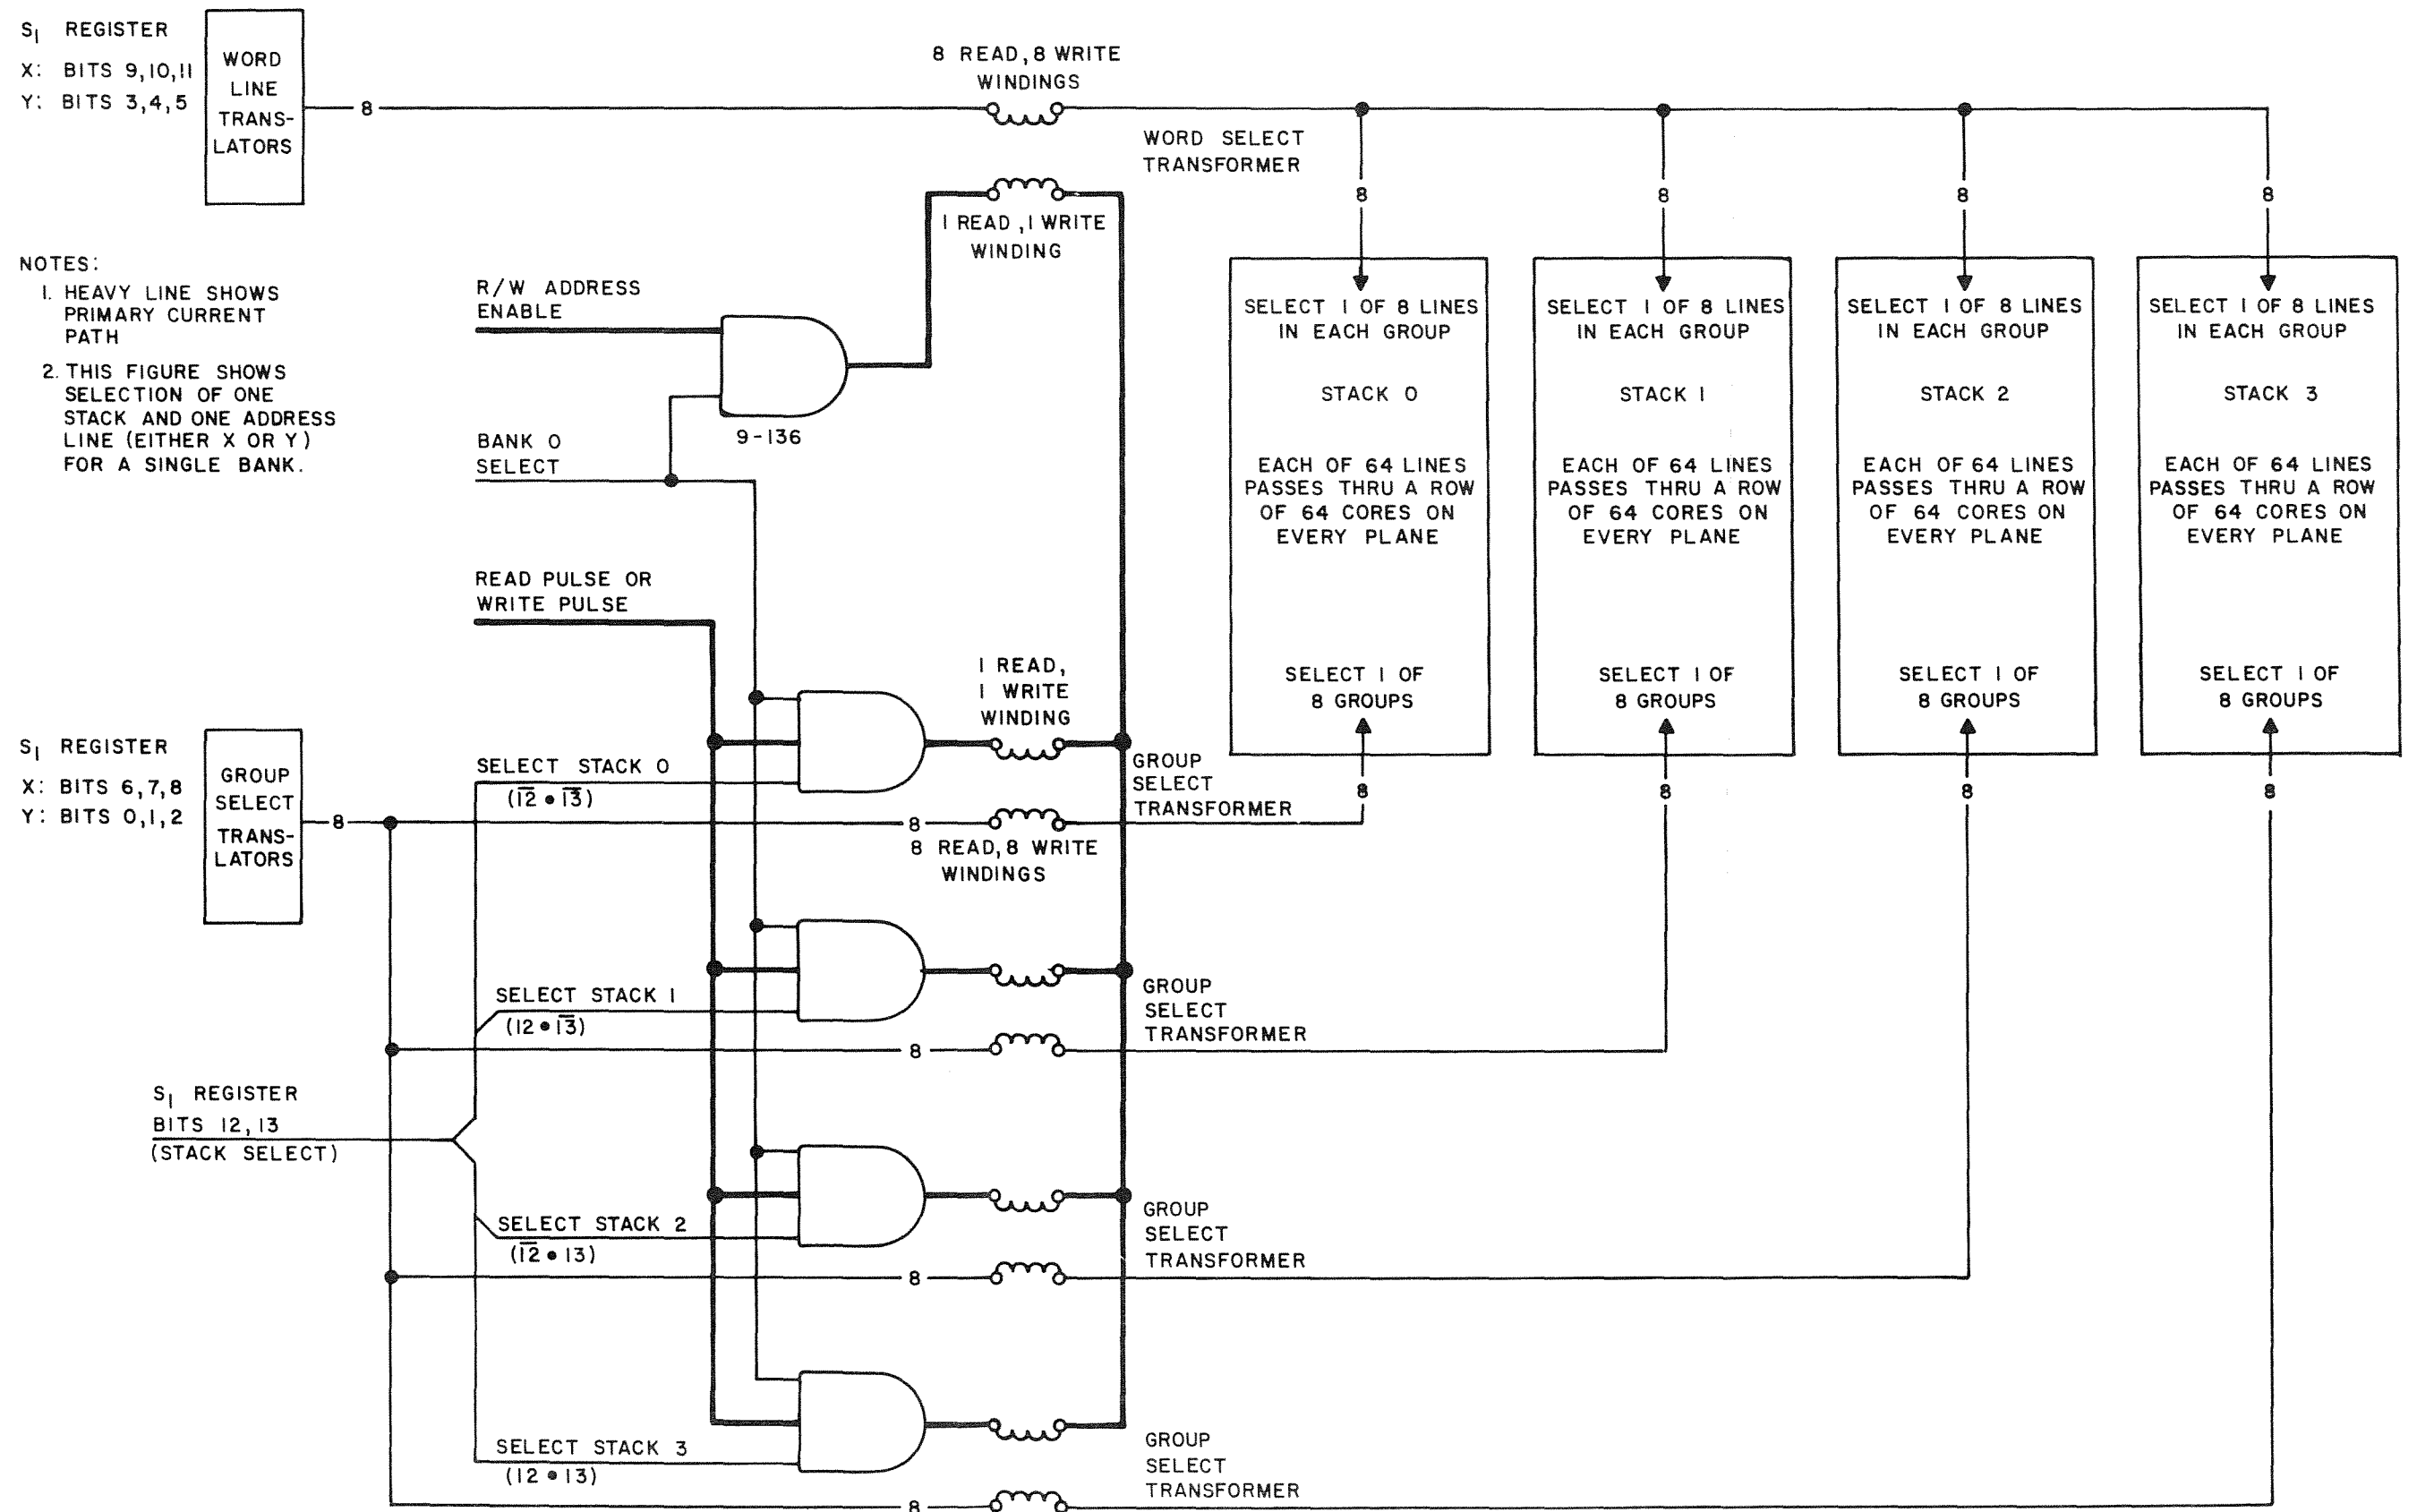 S₁ REGISTER
X: BITS 9,10,11
Y: BITS 3,4,5
WORD
LINE
TRANS-
LATORS
8
8 READ, 8 WRITE
WINDINGS
WORD SELECT
TRANSFORMER
8
8
8
8
1 READ, 1 WRITE
WINDING
NOTES:
1. HEAVY LINE SHOWS
PRIMARY CURRENT
PATH
2. THIS FIGURE SHOWS
SELECTION OF ONE
STACK AND ONE ADDRESS
LINE (EITHER X OR Y)
FOR A SINGLE BANK.
R/W ADDRESS
ENABLE
9-136
BANK 0
SELECT
READ PULSE OR
WRITE PULSE
SELECT 1 OF 8 LINES
IN EACH GROUP
STACK 0
EACH OF 64 LINES
PASSES THRU A ROW
OF 64 CORES ON
EVERY PLANE
SELECT 1 OF
8 GROUPS
SELECT 1 OF 8 LINES
IN EACH GROUP
STACK 1
EACH OF 64 LINES
PASSES THRU A ROW
OF 64 CORES ON
EVERY PLANE
SELECT 1 OF
8 GROUPS
SELECT 1 OF 8 LINES
IN EACH GROUP
STACK 2
EACH OF 64 LINES
PASSES THRU A ROW
OF 64 CORES ON
EVERY PLANE
SELECT 1 OF
8 GROUPS
SELECT 1 OF 8 LINES
IN EACH GROUP
STACK 3
EACH OF 64 LINES
PASSES THRU A ROW
OF 64 CORES ON
EVERY PLANE
SELECT 1 OF
8 GROUPS
1 READ,
1 WRITE
WINDING
S₁ REGISTER
X: BITS 6,7,8
Y: BITS 0,1,2
GROUP
SELECT
TRANS-
LATORS
8
SELECT STACK 0
(1̅2̅ • 1̅3̅)
GROUP
SELECT
TRANSFORMER
8
8
8
8
8
8 READ, 8 WRITE
WINDINGS
SELECT STACK 1
(12 • 1̅3̅)
GROUP
SELECT
TRANSFORMER
8
S₁ REGISTER
BITS 12,13
(STACK SELECT)
SELECT STACK 2
(1̅2̅ • 13)
GROUP
SELECT
TRANSFORMER
8
SELECT STACK 3
(12 • 13)
GROUP
SELECT
TRANSFORMER
8